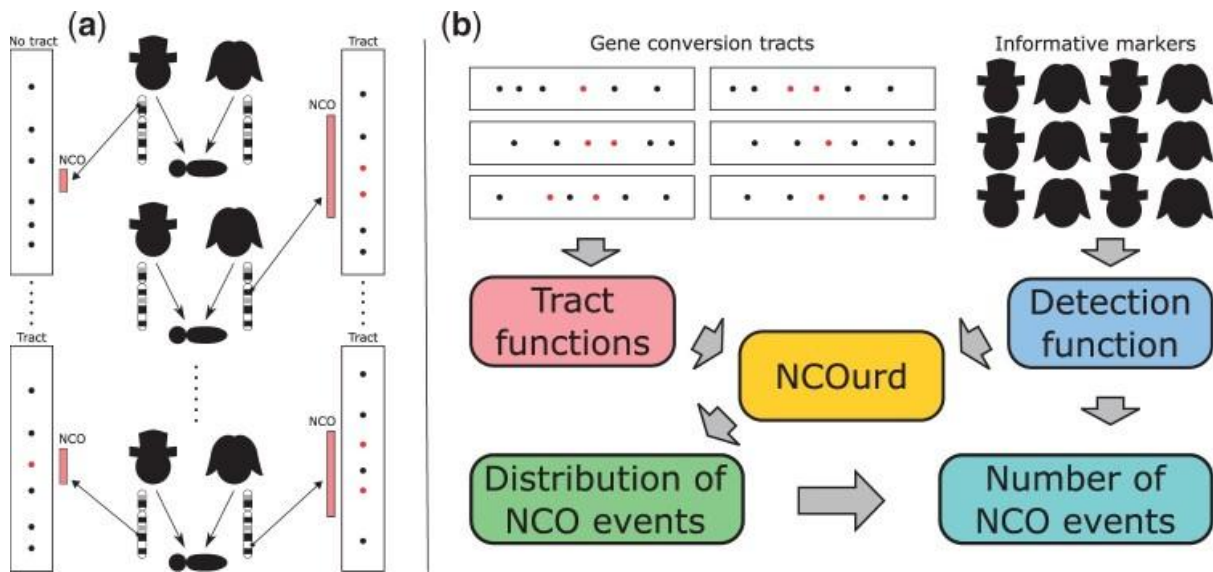 (a)
No tract
NCO
Tract
NCO
Tract
NCO
Tract
NCO
(b)
Gene conversion tracts
Informative markers
Tract
functions
Detection
function
NCOurd
Distribution of
NCO events
Number of
NCO events